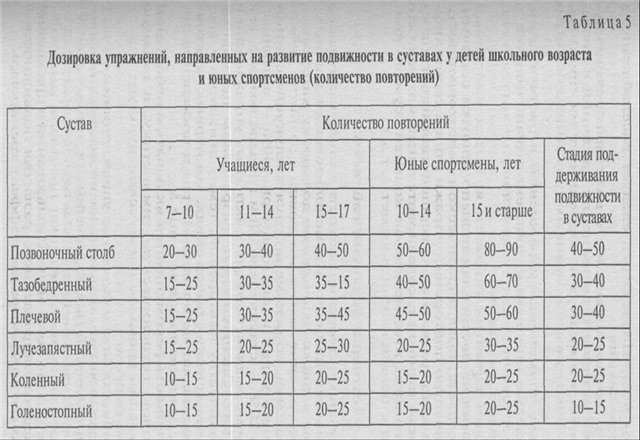 Таблица 5
Дозировка упражнений, направленных на развитие подвижности в суставах у детей школьного возраста
и юных спортсменов (количество повторений)
Сустав Количество повторений
Учащиеся, лет Юные спортсмены, лет Стадия под-
держивания
подвижности
в суставах
7—10 11—14 15—17 10—14 15 и старше
Позвоночный столб 20—30 30—40 40—50 50—60 80—90 40—50
Тазобедренный 15—25 30—35 35—15 40—50 60—70 30—40
Плечевой 15—25 30—35 35—45 45—50 50—60 30—40
Лучезапястный 15—25 20—25 25—30 20—25 30—35 20—25
Коленный 10—15 15—20 20—25 15—20 20—25 20—25
Голеностопный 10—15 15—20 20—25 15—20 20—25 10—15